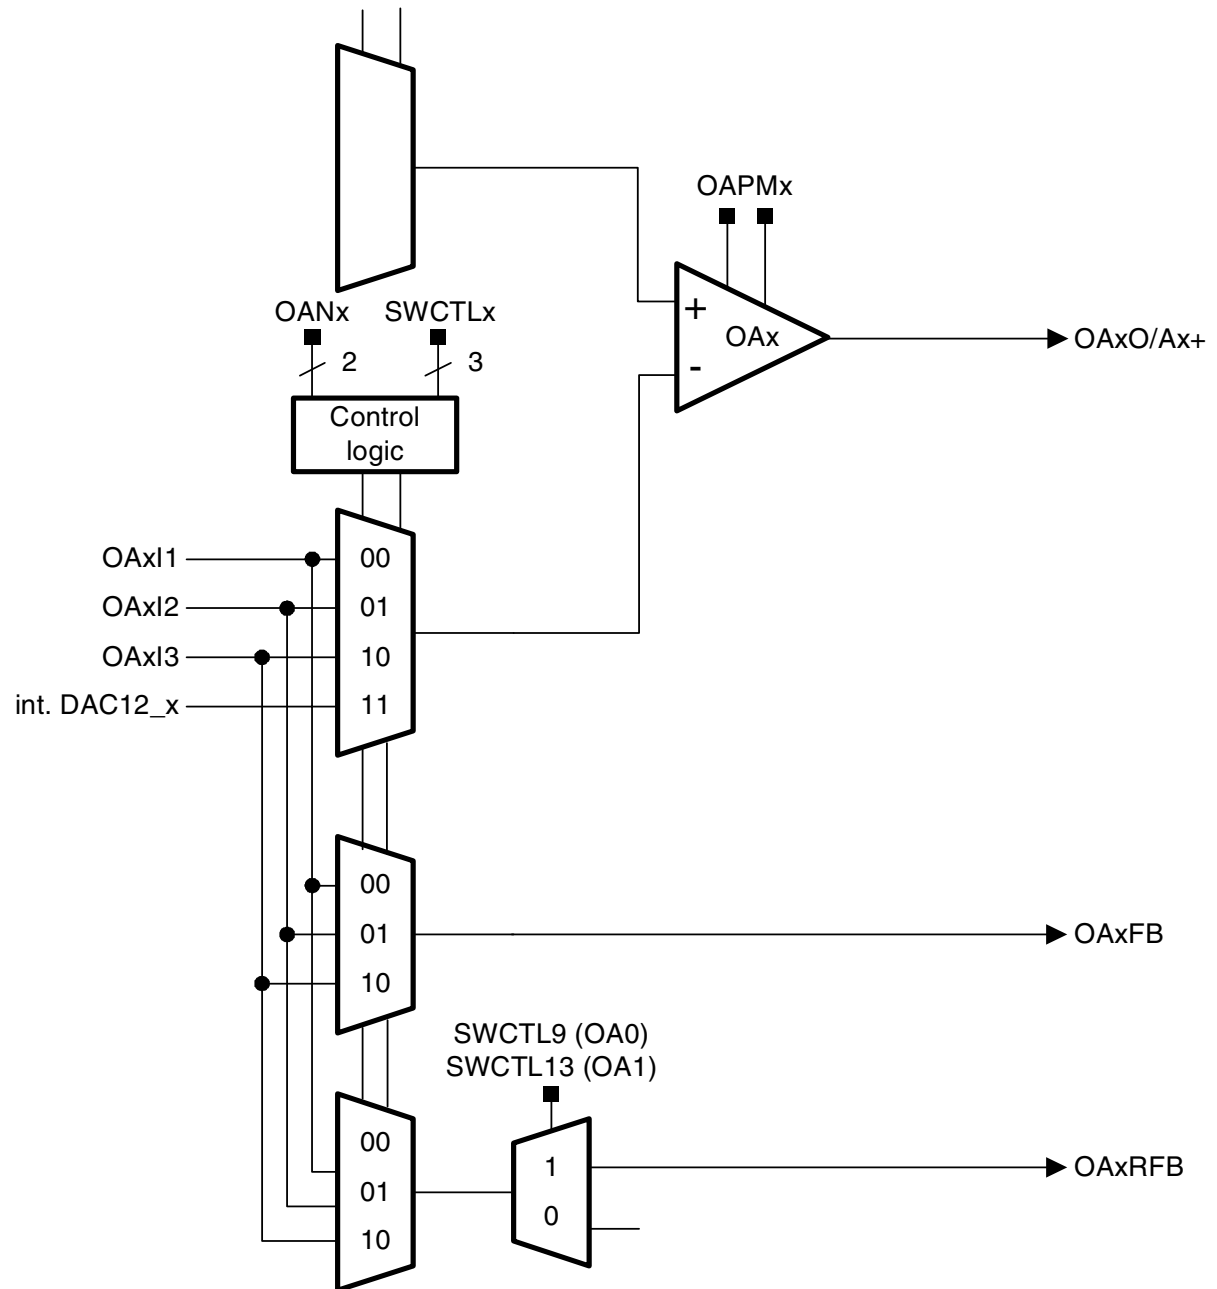 OAPMx
OANx SWCTLx
2 3
+
OAx
-
OAxO/Ax+
Control
logic
OAxI1
OAxI2
OAxI3
int. DAC12_x
00
01
10
11
00
01
10
OAxFB
SWCTL9 (OA0)
SWCTL13 (OA1)
00
01
10
1
0
OAxRFB